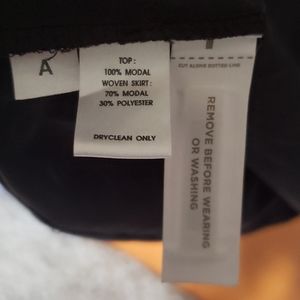 A
TOP:
100% MODAL
WOVEN SKIRT:
70% MODAL
30% POLYESTER
DRYCLEAN ONLY
CUT ALONG DOTTED LINE
REMOVE BEFORE WEARING
OR WASHING